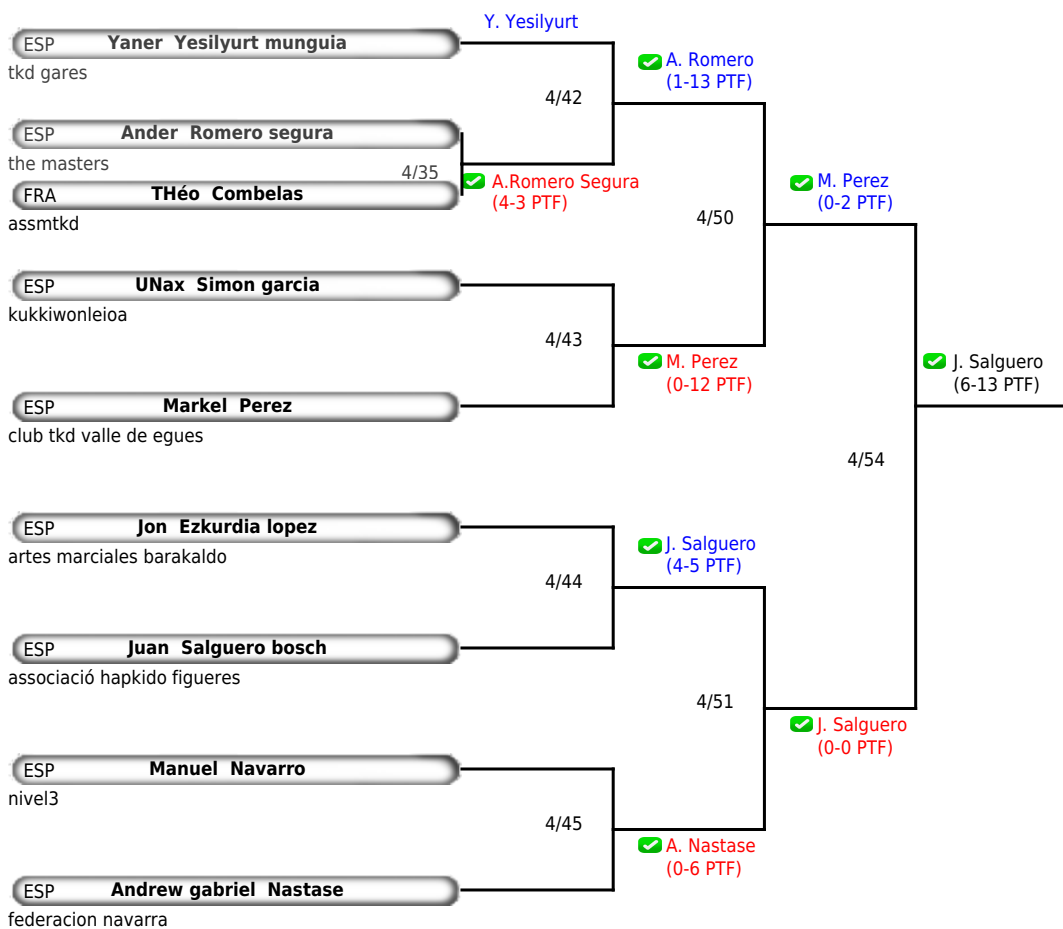 Y. Yesilyurt
ESP Yaner Yesilyurt munguia
tkd gares
A. Romero
(1-13 PTF)
4/42
ESP Ander Romero segura
the masters
4/35
A.Romero Segura
(4-3 PTF)
FRA THéo Combelas
assmtkd
M. Perez
(0-2 PTF)
4/50
ESP UNax Simon garcia
kukkiwonleioa
4/43
M. Perez
(0-12 PTF)
J. Salguero
(6-13 PTF)
ESP Markel Perez
club tkd valle de egues
4/54
ESP Jon Ezkurdia lopez
artes marciales barakaldo
J. Salguero
(4-5 PTF)
4/44
ESP Juan Salguero bosch
associació hapkido figueres
4/51
J. Salguero
(0-0 PTF)
ESP Manuel Navarro
nivel3
4/45
A. Nastase
(0-6 PTF)
ESP Andrew gabriel Nastase
federacion navarra